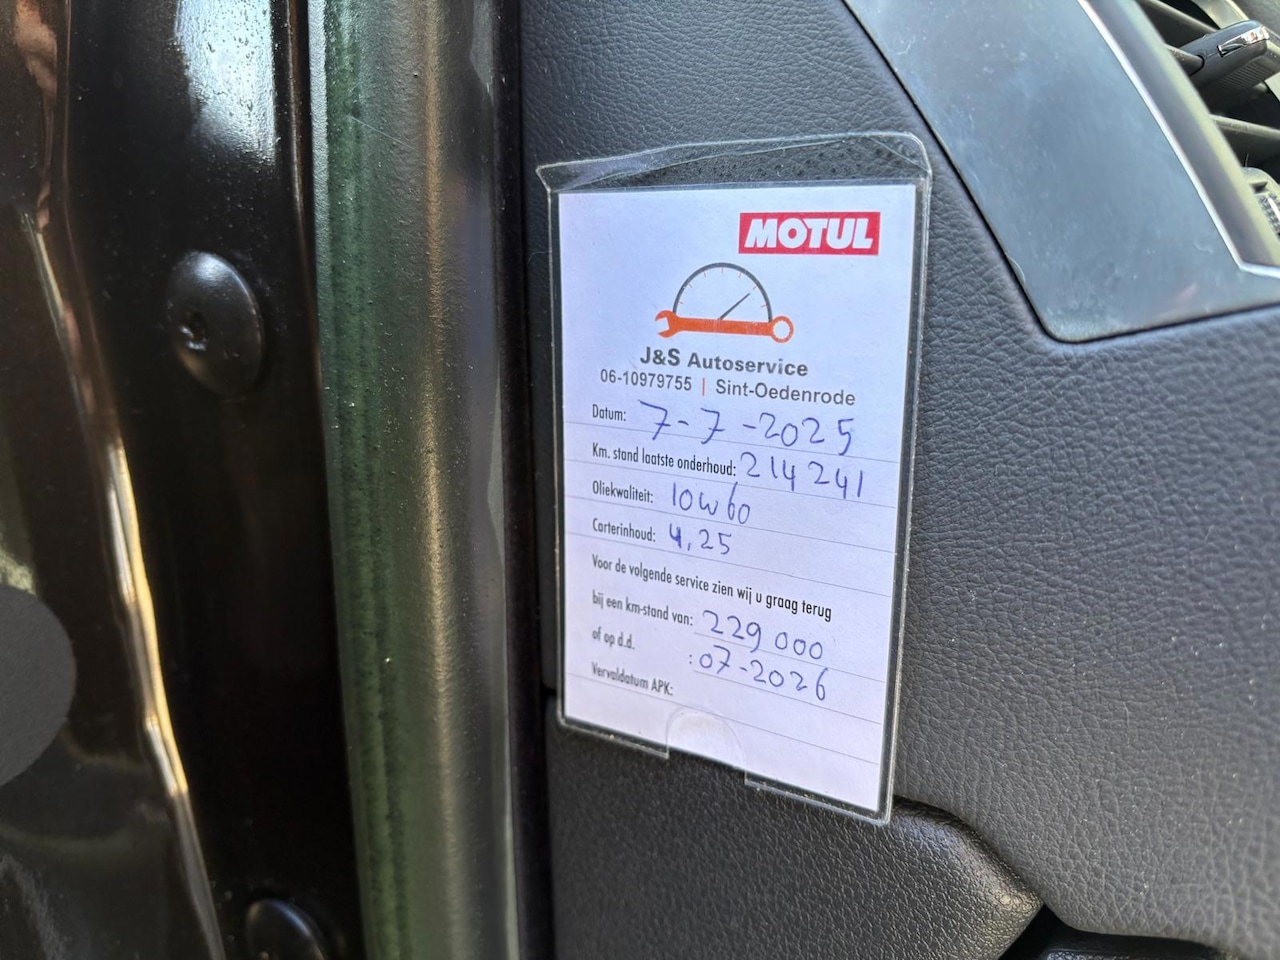 MOTUL
J&S Autoservice
06-10979755 | Sint-Oedenrode
Datum: 7-7-2025
Km. stand laatste onderhoud: 214241
Oliekwaliteit: 10w60
Carterinhoud: 4,25
Voor de volgende service zien wij u graag terug
bij een km-stand van: 229000
of op d.d. : 07-2026
Vervaldatum APK: